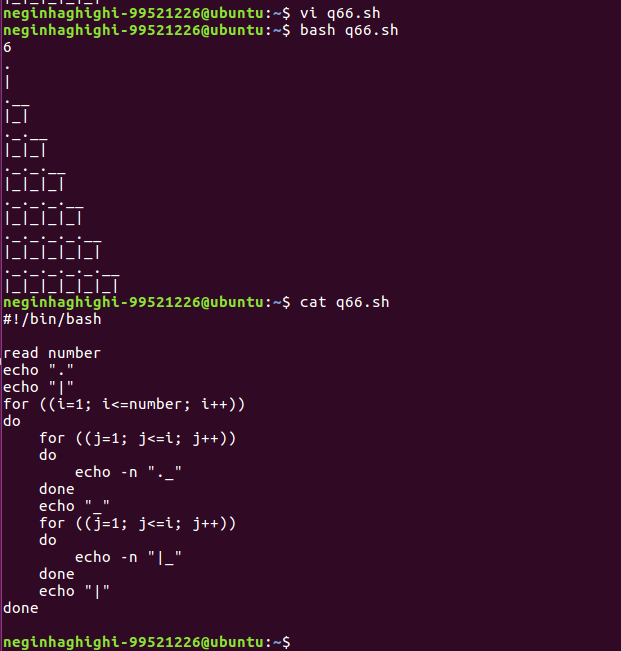 neginhaghighi-99521226@ubuntu:~$ vi q66.sh
neginhaghighi-99521226@ubuntu:~$ bash q66.sh
6
.
|
.__
|_|
._.__
|_|_|
._._.__
|_|_|_|
._._._.__
|_|_|_|_|
._._._._.__
|_|_|_|_|_|
._._._._._.__
|_|_|_|_|_|_|
neginhaghighi-99521226@ubuntu:~$ cat q66.sh
#!/bin/bash

read number
echo "."
echo "|"
for ((i=1; i<=number; i++))
do
    for ((j=1; j<=i; j++))
    do
        echo -n "._"
    done
    echo "_"
    for ((j=1; j<=i; j++))
    do
        echo -n "|_"
    done
    echo "|"
done

neginhaghighi-99521226@ubuntu:~$